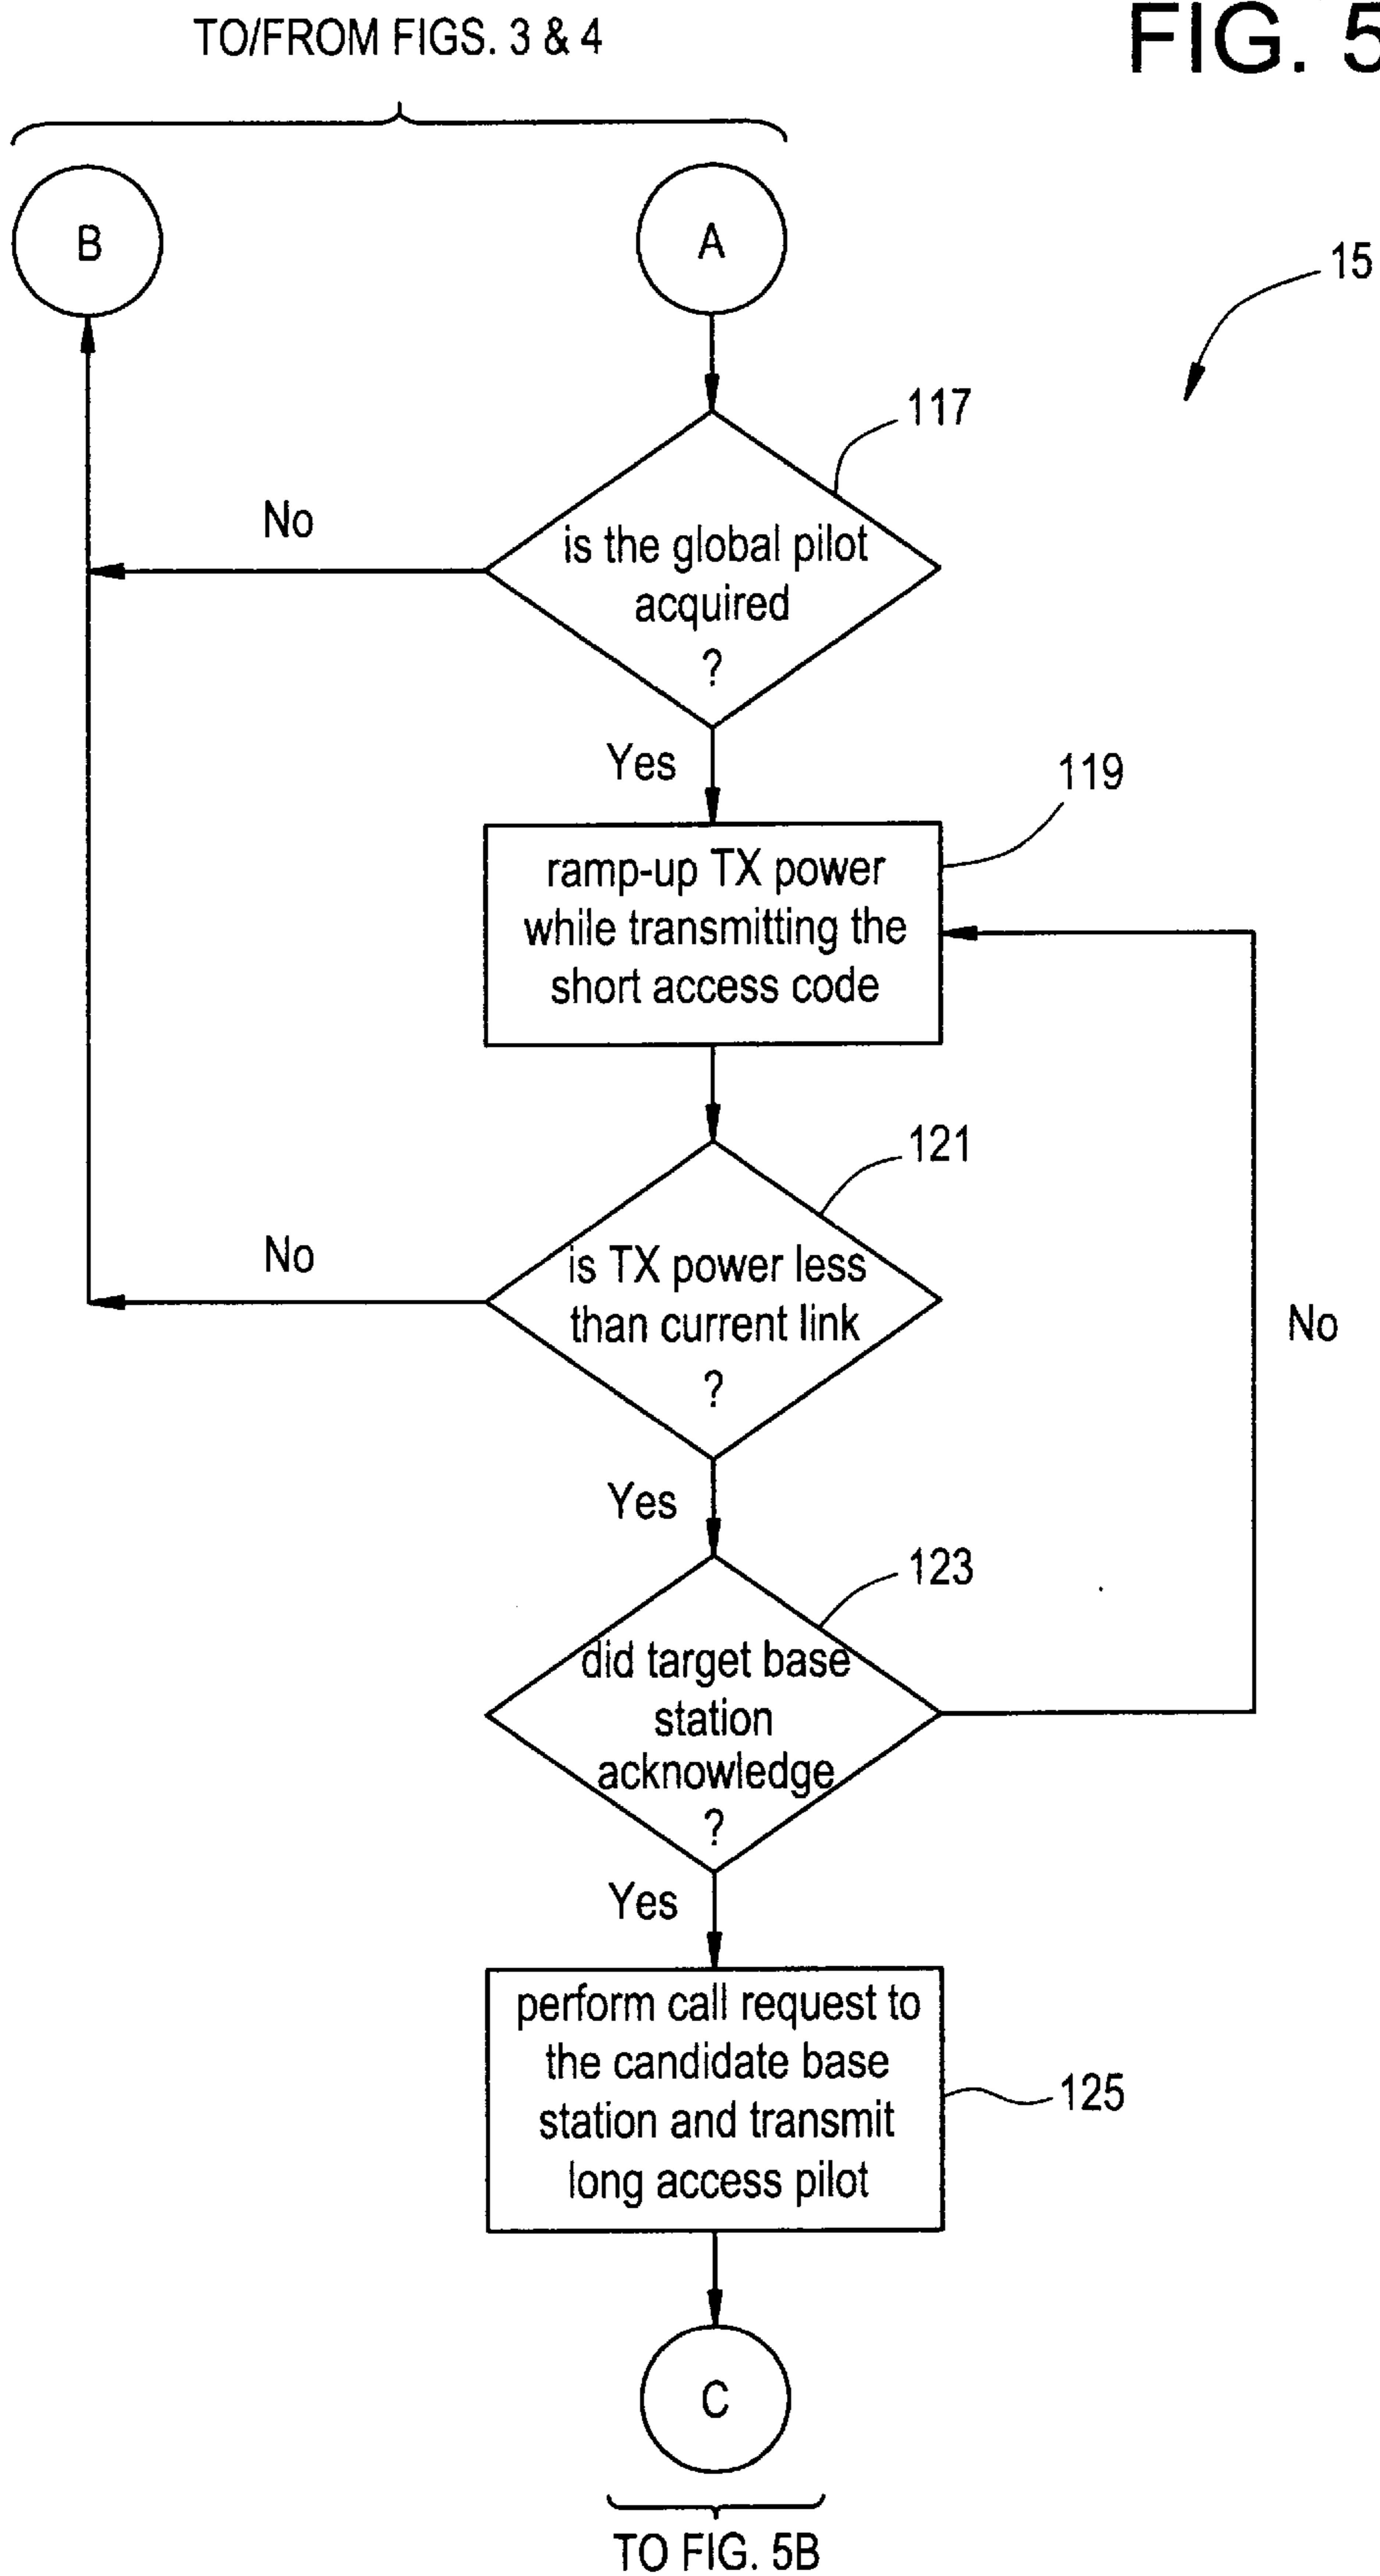 TO/FROM FIGS. 3 & 4
FIG. 5
B
A
15
117
No
is the global pilot
acquired
?
Yes
119
ramp-up TX power
while transmitting the
short access code
121
No
is TX power less
than current link
?
No
Yes
123
did target base
station
acknowledge
?
Yes
perform call request to
the candidate base
station and transmit
long access pilot
125
C
TO FIG. 5B